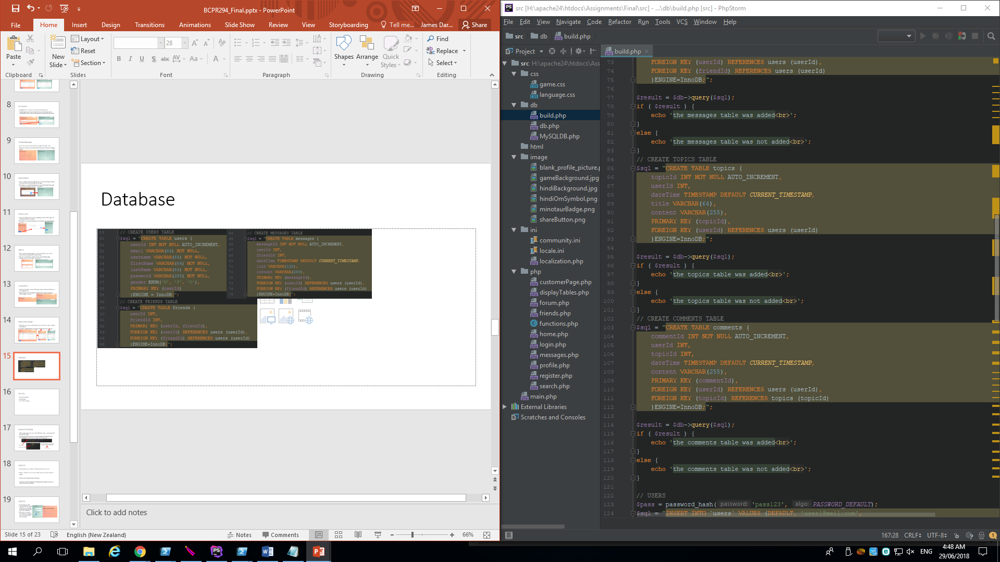 BCPR294_Final.pptx - PowerPoint
File Home Insert Design Transitions Animations Slide Show Review View Storyboarding Tell me... James Dar... Share
Paste
New Slide
Layout
Reset
Section
28
B I U S abc AV Aa A
Shapes Arrange Quick Styles
Find
Replace
Select
Clipboard Slides Font Paragraph Drawing Editing
8
9
10
11
12
13
14
15
16
17
18
19
Database
// CREATE USERS TABLE
$sql = "CREATE TABLE users (
userId INT NOT NULL AUTO_INCREMENT,
email VARCHAR(64) NOT NULL,
username VARCHAR(64) NOT NULL,
firstName VARCHAR(64) NOT NULL,
lastName VARCHAR(64) NOT NULL,
password VARCHAR(255) NOT NULL,
gender ENUM('M', 'F', 'O'),
PRIMARY KEY (userId)
)ENGINE = InnoDB;";
// CREATE FRIENDS TABLE
$sql = "CREATE TABLE friends (
userId INT,
friendId INT,
PRIMARY KEY (userId, friendId),
FOREIGN KEY (userId) REFERENCES users (userId),
FOREIGN KEY (friendId) REFERENCES users (userId)
)ENGINE=InnoDB;";
// CREATE MESSAGES TABLE
$sql = "CREATE TABLE messages (
messageId INT NOT NULL AUTO_INCREMENT,
userId INT,
friendId INT,
dateTime TIMESTAMP DEFAULT CURRENT_TIMESTAMP,
link VARCHAR(128),
content VARCHAR(255),
PRIMARY KEY (messageId),
FOREIGN KEY (userId) REFERENCES users (userId),
FOREIGN KEY (friendId) REFERENCES users (userId)
)ENGINE=InnoDB;";
Click to add notes
Slide 15 of 23 English (New Zealand) Notes Comments 66%
src [H:\apache24\htdocs\Assignments\Final\src] - ...\db\build.php [src] - PhpStorm
File Edit View Navigate Code Refactor Run Tools VCS Window Help
src db build.php
Project
build.php
src H:\apache24\htdocs\Ass
css
game.css
language.css
db
build.php
db.php
MySQLDB.php
html
image
blank_profile_picture.p
gameBackground.jpg
hindiBackground.jpg
hindiOmSymbol.png
minotaurBadge.png
shareButton.png
ini
community.ini
locale.ini
localization.php
php
customerPage.php
displayTables.php
forum.php
friends.php
functions.php
home.php
login.php
messages.php
profile.php
register.php
search.php
main.php
External Libraries
Scratches and Consoles
73 FOREIGN KEY (userId) REFERENCES users (userId),
74 FOREIGN KEY (friendId) REFERENCES users (userId)
75 )ENGINE=InnoDB;";
76
77 $result = $db->query($sql);
78 if ( $result ) {
79 echo 'the messages table was added<br>';
80 }
81 else {
82 echo 'the messages table was not added<br>';
83 }
84 // CREATE TOPICS TABLE
85 $sql = "CREATE TABLE topics (
86 topicId INT NOT NULL AUTO_INCREMENT,
87 userId INT,
88 dateTime TIMESTAMP DEFAULT CURRENT_TIMESTAMP,
89 title VARCHAR(64),
90 content VARCHAR(255),
91 PRIMARY KEY (topicId),
92 FOREIGN KEY (userId) REFERENCES users (userId)
93 )ENGINE=InnoDB;";
94
95 $result = $db->query($sql);
96 if ( $result ) {
97 echo 'the topics table was added<br>';
98 }
99 else {
100 echo 'the topics table was not added<br>';
101 }
102 // CREATE COMMENTS TABLE
103 $sql = "CREATE TABLE comments (
104 commentId INT NOT NULL AUTO_INCREMENT,
105 userId INT,
106 topicId INT,
107 dateTime TIMESTAMP DEFAULT CURRENT_TIMESTAMP,
108 content VARCHAR(255),
109 PRIMARY KEY (commentId),
110 FOREIGN KEY (userId) REFERENCES users (userId),
111 FOREIGN KEY (topicId) REFERENCES topics (topicId)
112 )ENGINE=InnoDB;";
113
114 $result = $db->query($sql);
115 if ( $result ) {
116 echo 'the comments table was added<br>';
117 }
118 else {
119 echo 'the comments table was not added<br>';
120 }
121
122 // USERS
123 $pass = password_hash( password: 'pass123', algo: PASSWORD_DEFAULT);
124 $sql = "INSERT INTO `users` VALUES (DEFAULT, 'user1@mail.com',
167:28 CRLF UTF-8 1
ENG 4:48 AM
29/06/2018